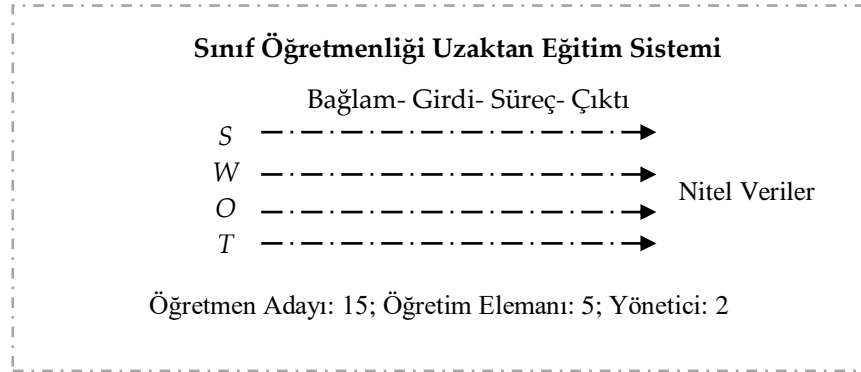 Sınıf Öğretmenliği Uzaktan Eğitim Sistemi
Bağlam- Girdi- Süreç- Çıktı
S
W
O
T
Nitel Veriler
Öğretmen Adayı: 15; Öğretim Elemanı: 5; Yönetici: 2